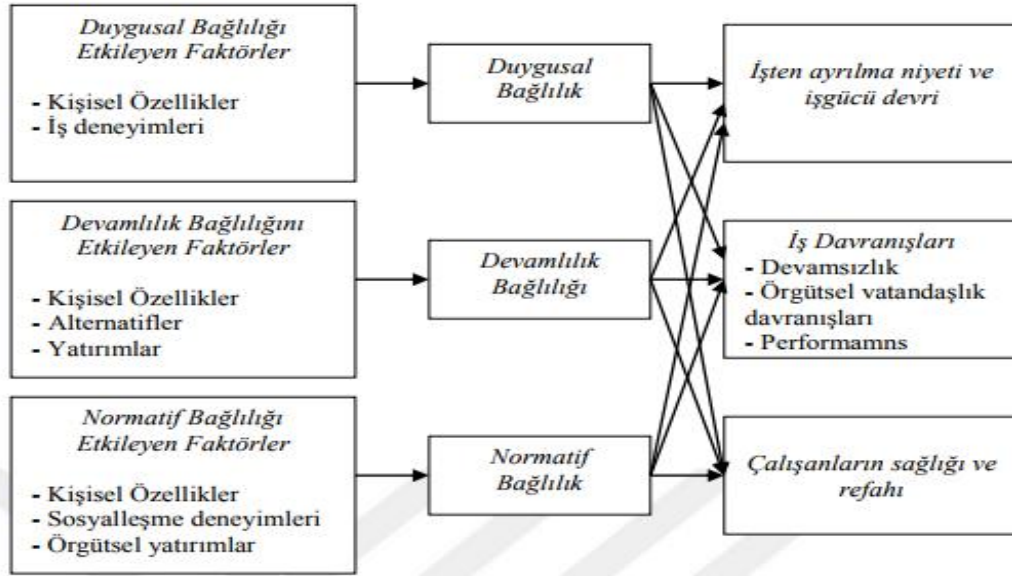 Duygusal Bağlılığı
Etkileyen Faktörler
- Kişisel Özellikler
- İş deneyimleri
Duygusal
Bağlılık
İşten ayrılma niyeti ve
işgücü devri
Devamlılık Bağlılığını
Etkileyen Faktörler
- Kişisel Özellikler
- Alternatifler
- Yatırımlar
Devamlılık
Bağlılığı
İş Davranışları
- Devamsızlık
- Örgütsel vatandaşlık
davranışları
- Performamns
Normatif Bağlılığı
Etkileyen Faktörler
- Kişisel Özellikler
- Sosyalleşme deneyimleri
- Örgütsel yatırımlar
Normatif
Bağlılık
Çalışanların sağlığı ve
refahı